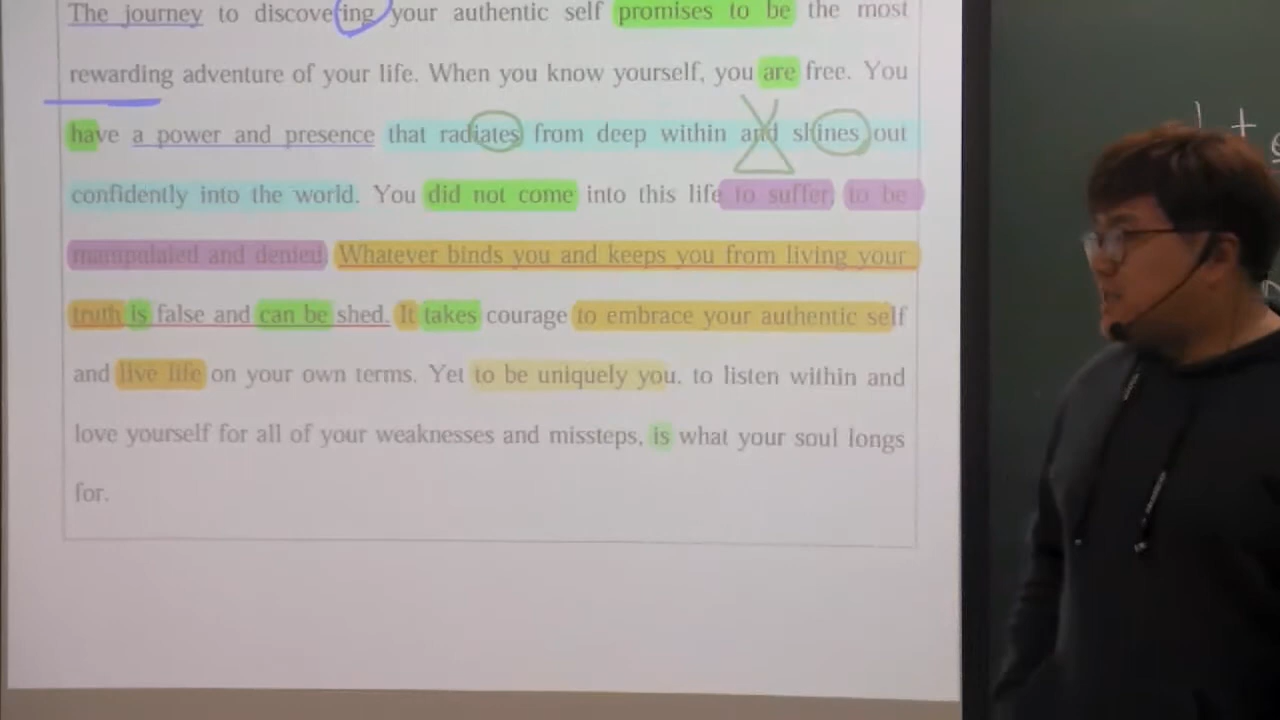 The journey to discovering your authentic self promises to be the most
rewarding adventure of your life. When you know yourself, you are free. You
have a power and presence that radiates from deep within and shines out
confidently into the world. You did not come into this life to suffer, to be
manipulated and denied. Whatever binds you and keeps you from living your
truth is false and can be shed. It takes courage to embrace your authentic self
and live life on your own terms. Yet to be uniquely you. to listen within and
love yourself for all of your weaknesses and missteps, is what your soul longs
for.